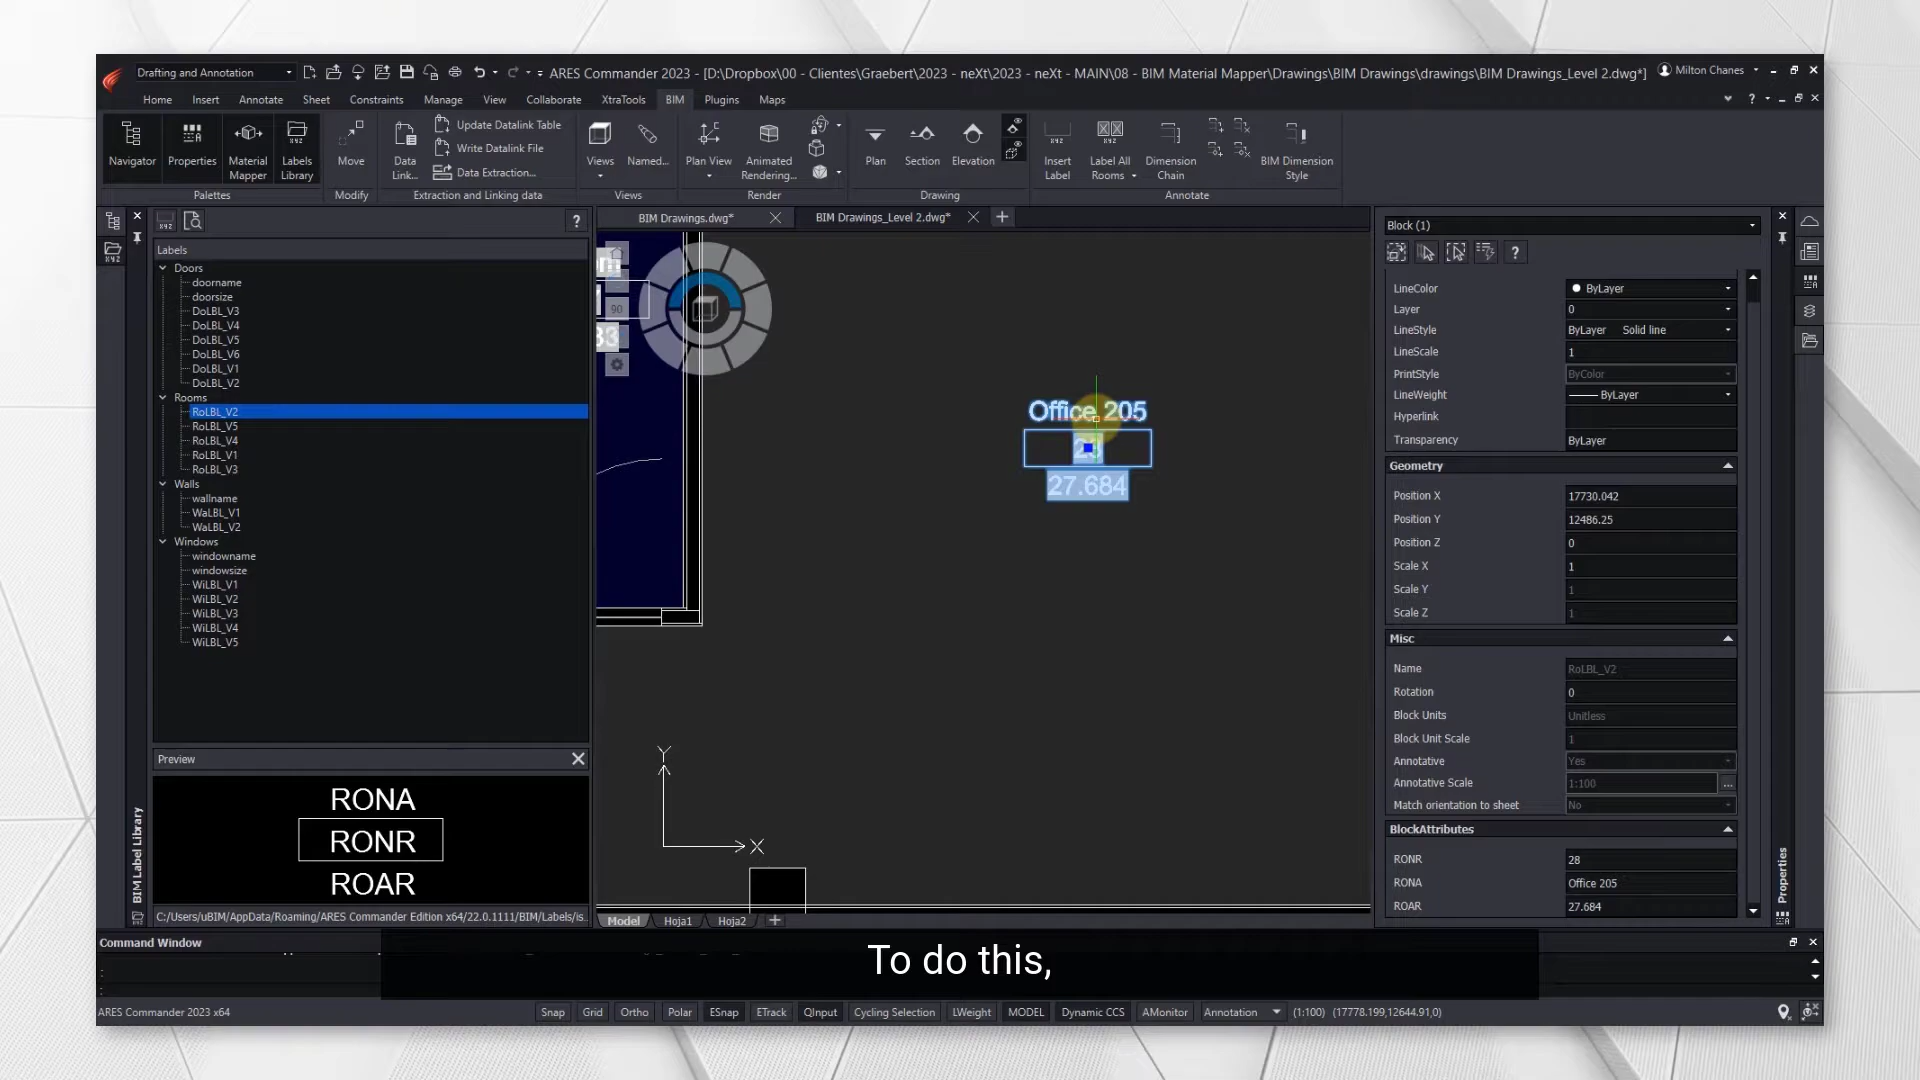 Drafting and Annotation
ARES Commander 2023 - [D:\Dropbox\00 - Clientes\Graebert\2023 - neXt\2023 - neXt - MAIN\08 - BIM Material Mapper\Drawings\BIM Drawings\drawings\BIM Drawings_Level 2.dwg*]
Milton Chanes
Home Insert Annotate Sheet Constraints Manage View Collaborate XtraTools BIM Plugins Maps
Navigator
Properties
Material Mapper
Labels Library
Move
Data Link...
Update Datalink Table
Write Datalink File
Data Extraction...
Views
Named...
Plan View
Animated Rendering...
Plan
Section
Elevation
Insert Label
Label All Rooms
Dimension Chain
BIM Dimension Style
Palettes Modify Extraction and Linking data Views Render Drawing Annotate
BIM Drawings.dwg*
BIM Drawings_Level 2.dwg*
Labels
Doors
doorname
doorsize
DoLBL_V3
DoLBL_V4
DoLBL_V5
DoLBL_V6
DoLBL_V1
DoLBL_V2
Rooms
RoLBL_V2
RoLBL_V5
RoLBL_V4
RoLBL_V1
RoLBL_V3
Walls
wallname
WaLBL_V1
WaLBL_V2
Windows
windowname
windowsize
WiLBL_V1
WiLBL_V2
WiLBL_V3
WiLBL_V4
WiLBL_V5
Preview
RONA
RONR
ROAR
C:/Users/uBIM/AppData/Roaming/ARES Commander Edition x64/22.0.1111/BIM/Labels/is...
BIM Label Library
90
Office 205
27.684
Y
X
Model Hoja1 Hoja2
Block (1)
LineColor ByLayer
Layer 0
LineStyle ByLayer Solid line
LineScale 1
PrintStyle ByColor
LineWeight ByLayer
Hyperlink
Transparency ByLayer
Geometry
Position X 17730.042
Position Y 12486.25
Position Z 0
Scale X 1
Scale Y 1
Scale Z 1
Misc
Name RoLBL_V2
Rotation 0
Block Units Unitless
Block Unit Scale 1
Annotative Yes
Annotative Scale 1:100
Match orientation to sheet No
BlockAttributes
RONR 28
RONA Office 205
ROAR 27.684
Properties
Command Window
:
:
To do this,
ARES Commander 2023 x64
Snap Grid Ortho Polar ESnap ETrack QInput Cycling Selection LWeight MODEL Dynamic CCS AMonitor Annotation (1:100) (17778.199,12644.91,0)